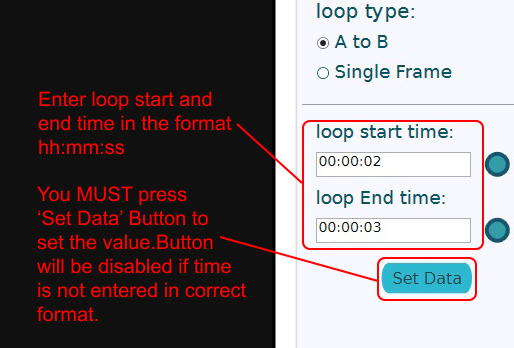 Enter loop start and
end time in the format
hh:mm:ss
You MUST press
‘Set Data’ Button to
set the value.Button
will be disabled if time
is not entered in correct
format.
loop type:
A to B
Single Frame
loop start time:
00:00:02
loop End time:
00:00:03
Set Data